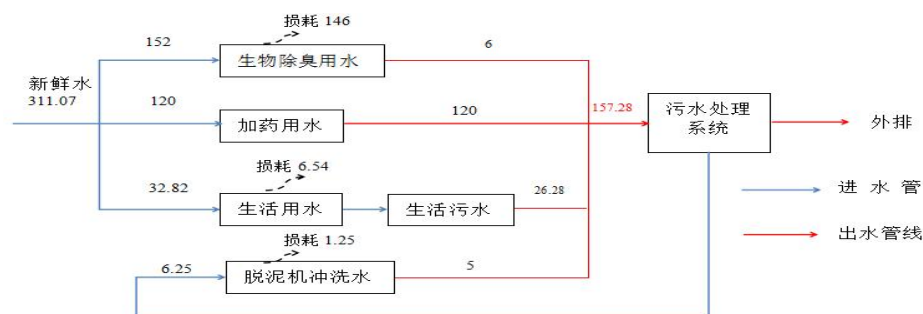 损耗 146
152
生物除臭用水
6
新鲜水
311.07
120
加药用水
120
157.28
污水处理
系统
外排
损耗 6.54
32.82
生活用水
生活污水
26.28
进 水 管
损耗 1.25
6.25
脱泥机冲洗水
5
出水管线